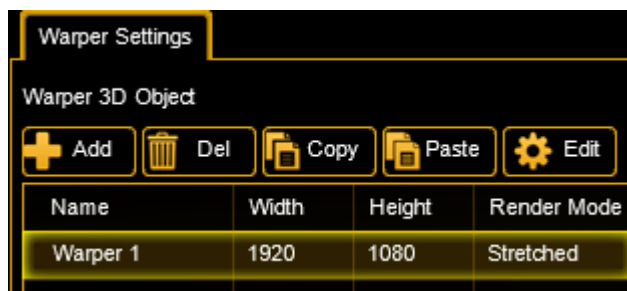 Warper Settings
Warper 3D Object
Add Del Copy Paste Edit
Name Width Height Render Mode
Warper 1 1920 1080 Stretched